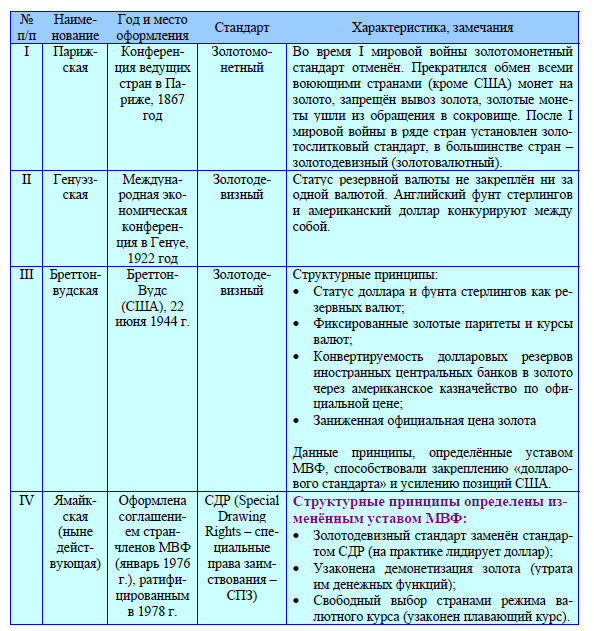 № п/п
Наиме-
нование
Год и место
оформления
Стандарт
Характеристика, замечания
I
Париж-
ская
Конферен-
ция ведущих
стран в Па-
риже, 1867
год
Золотомо-
нетный
Во время I мировой войны золотомонетный
стандарт отменён. Прекратился обмен всеми
воюющими странами (кроме США) монет на
золото, запрещён вывоз золота, золотые моне-
ты ушли из обращения в сокровище. После I
мировой войны в ряде стран установлен золо-
тослитковый стандарт, в большинстве стран –
золотодевизный (золотовалютный).
II
Генуэз-
ская
Междуна-
родная эко-
номическая
конферен-
ция в Генуе,
1922 год
Золотоде-
визный
Статус резервной валюты не закреплён ни за
одной валютой. Английский фунт стерлингов
и американский доллар конкурируют между
собой.
III
Бреттон-
вудская
Бреттон-
Вудс
(США), 22
июня 1944 г.
Золотоде-
визный
Структурные принципы:
• Статус доллара и фунта стерлингов как ре-
зервных валют;
• Фиксированные золотые паритеты и курсы
валют;
• Конвертируемость долларовых резервов
иностранных центральных банков в золото
через американское казначейство по офи-
циальной цене;
• Заниженная официальная цена золота
Данные принципы, определённые уставом
МВФ, способствовали закреплению «долларо-
вого стандарта» и усилению позиций США.
IV
Ямайк-
ская
(ныне
дейст-
вующая)
Оформлена
соглашени-
ем стран-
членов МВФ
(январь 1976
г.), ратифи-
цированным
в 1978 г.
СДР (Special
Drawing
Rights – спе-
циальные
права заим-
ствования –
СПЗ)
Структурные принципы определены из-
менённым уставом МВФ:
• Золотодевизный стандарт заменён стандар-
том СДР (на практике лидирует доллар);
• Узаконена демонетизация золота (утрата
им денежных функций);
• Свободный выбор странами режима ва-
лютного курса (узаконен плавающий курс).